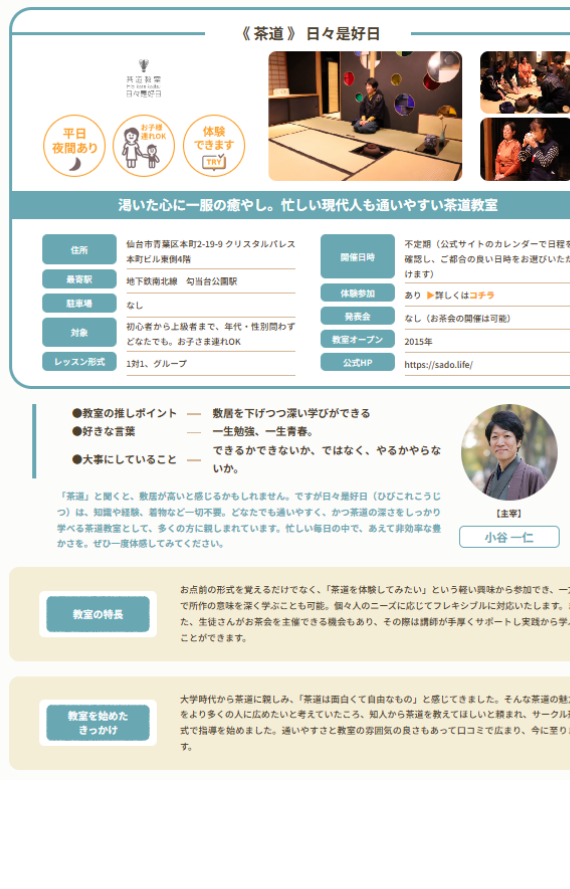 《 茶道 》 日々是好日
茶道教室
日々是好日
平日
夜間あり
お子様
連れOK
体験
できます
TRY
渇いた心に一服の癒やし。忙しい現代人も通いやすい茶道教室
住所
仙台市青葉区本町2-19-9 クリスタルパレス
本町ビル東側4階
最寄駅
地下鉄南北線　勾当台公園駅
駐車場
なし
対象
初心者から上級者まで、年代・性別問わず
どなたでも。お子さま連れOK
レッスン形式
1対1、グループ
開催日時
不定期（公式サイトのカレンダーで日程を
確認し、ご都合の良い日時をお選びいただ
けます）
体験参加
あり ▶詳しくはコチラ
発表会
なし（お茶会の開催は可能）
教室オープン
2015年
公式HP
https://sado.life/
●教室の推しポイント — 敷居を下げつつ深い学びができる
●好きな言葉 — 一生勉強、一生青春。
●大事にしていること — できるかできないか、ではなく、やるかやらな
いか。
「茶道」と聞くと、敷居が高いと感じるかもしれません。ですが日々是好日（ひびこれこうじ
つ）は、知識や経験、着物など一切不要。どなたでも通いやすく、かつ茶道の深さをしっかり
学べる茶道教室として、多くの方に親しまれています。忙しい毎日の中で、あえて非効率な豊
かさを。ぜひ一度体感してみてください。
【主宰】
小谷 一仁
教室の特長
お点前の形式を覚えるだけでなく、「茶道を体験してみたい」という軽い興味から参加でき、一方
で所作の意味を深く学ぶことも可能。個々人のニーズに応じてフレキシブルに対応いたします。ま
た、生徒さんがお茶会を主催できる機会もあり、その際は講師が手厚くサポートし実践から学ぶ
ことができます。
教室を始めた
きっかけ
大学時代から茶道に親しみ、「茶道は面白くて自由なもの」と感じてきました。そんな茶道の魅力
をより多くの人に広めたいと考えていたころ、知人から茶道を教えてほしいと頼まれ、サークル形
式で指導を始めました。通いやすさと教室の雰囲気の良さもあって口コミで広まり、今に至りま
す。